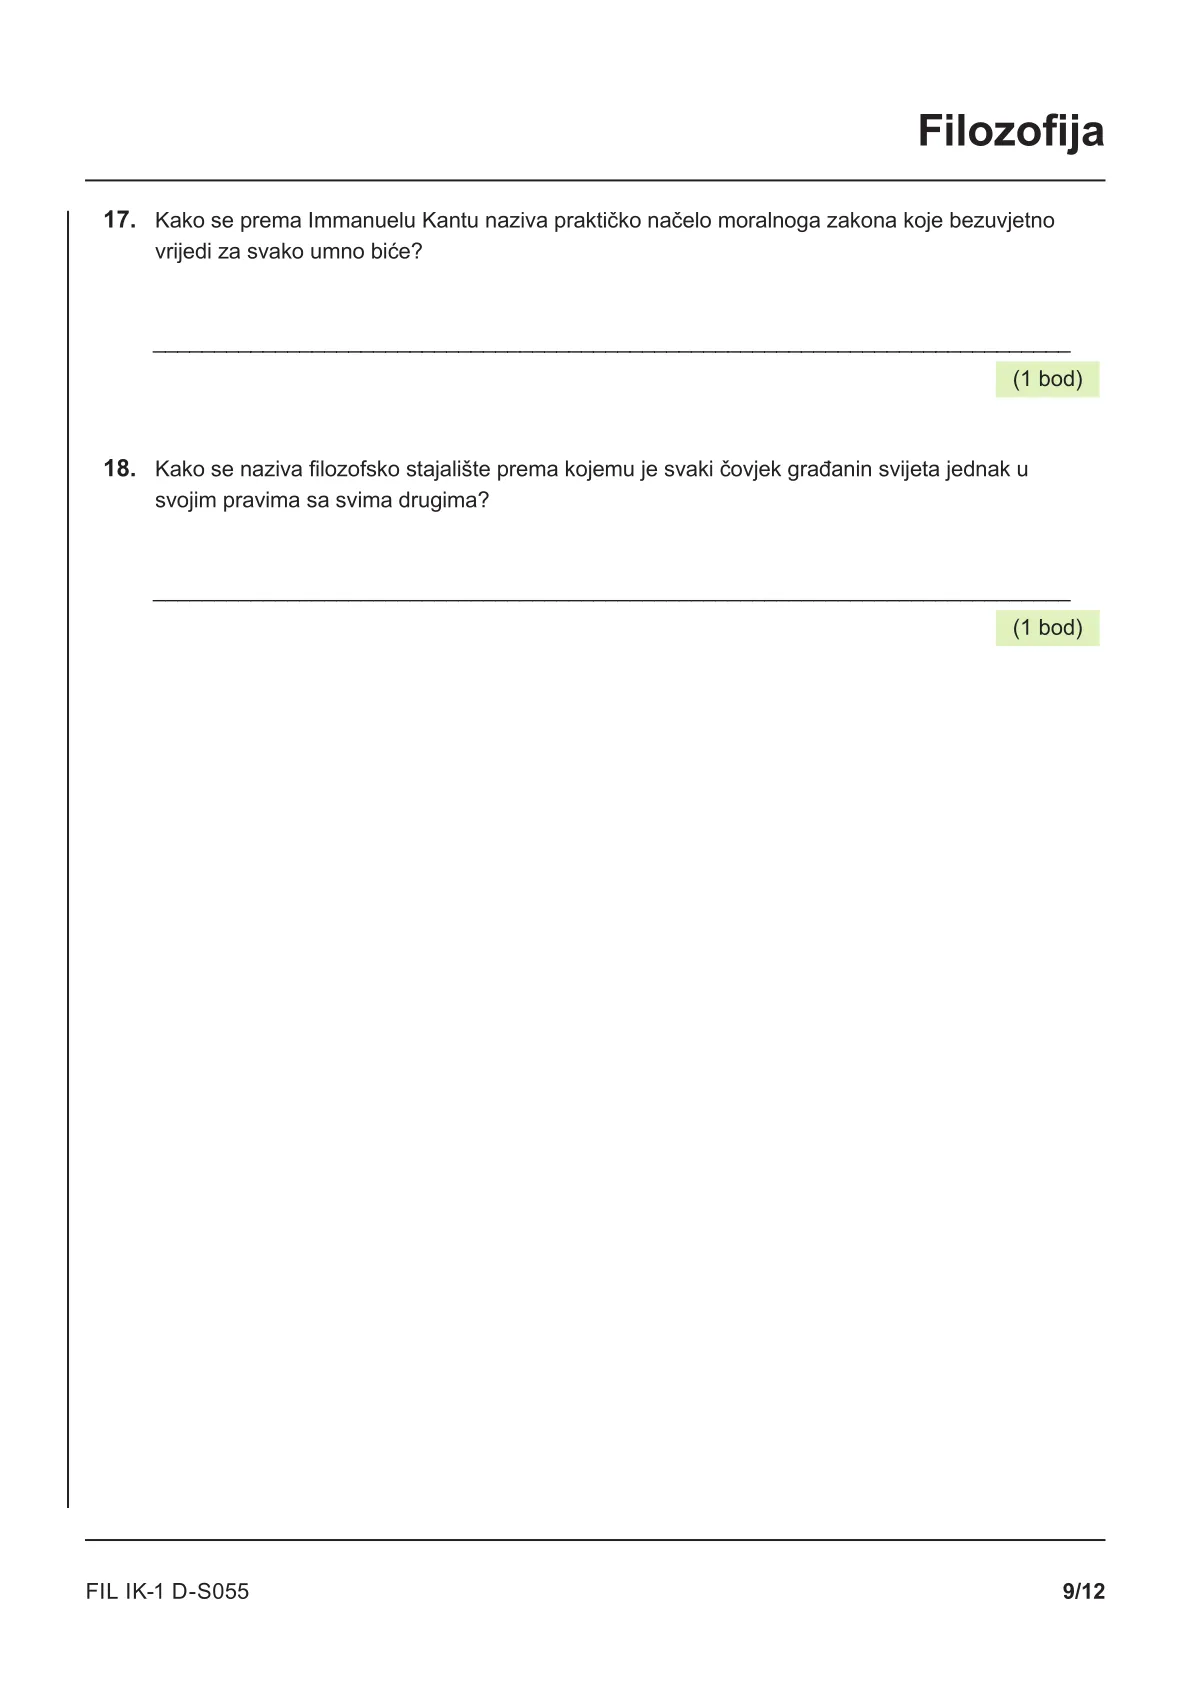 Filozofija
17. Kako se prema Immanuelu Kantu naziva praktičko načelo moralnoga zakona koje bezuvjetno
vrijedi za svako umno biće?
(1 bod)
18. Kako se naziva filozofsko stajalište prema kojemu je svaki čovjek građanin svijeta jednak u
svojim pravima sa svima drugima?
(1 bod)
FIL IK-1 D-S055
9/12